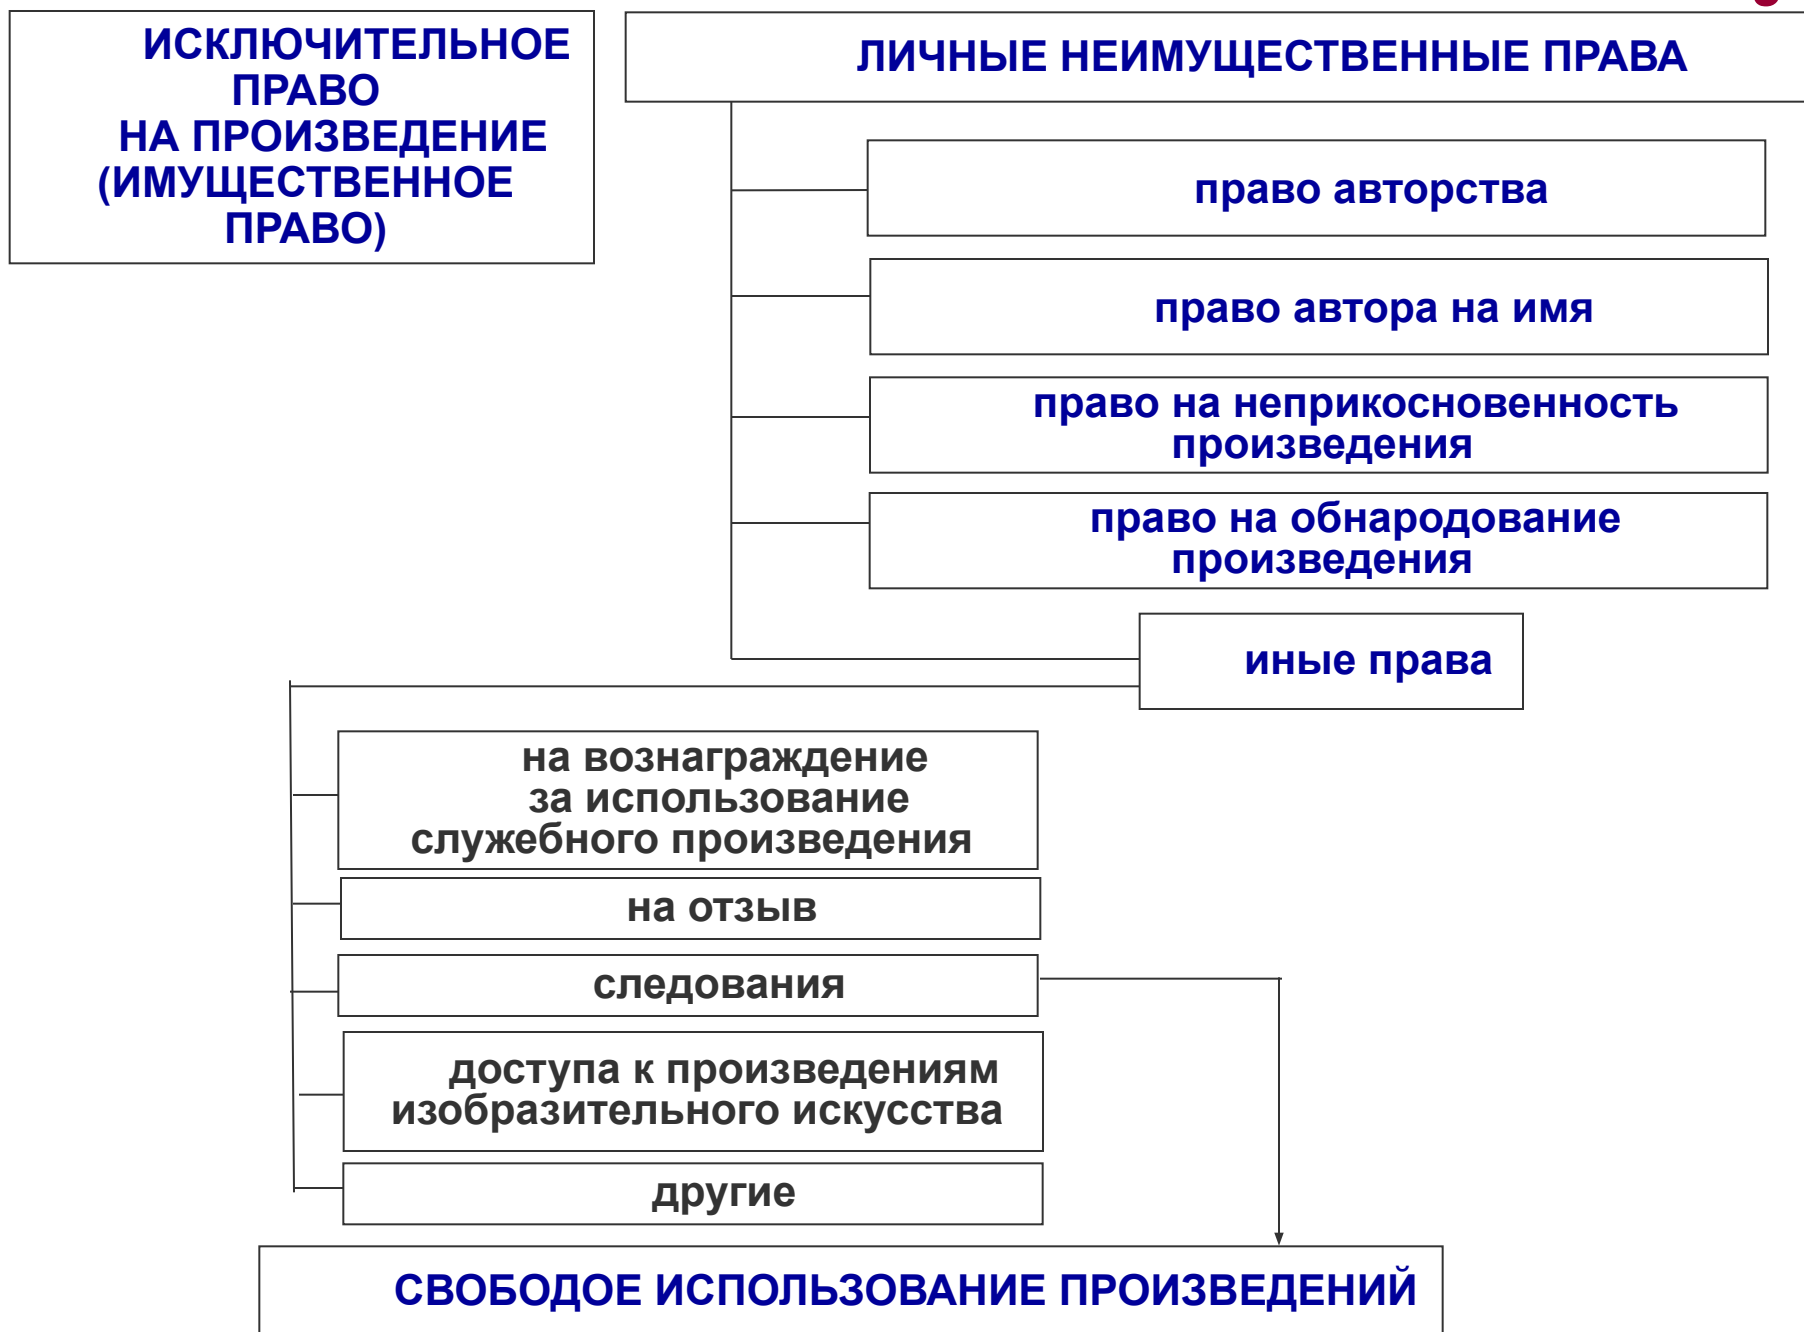 ИСКЛЮЧИТЕЛЬНОЕ
ПРАВО
НА ПРОИЗВЕДЕНИЕ
(ИМУЩЕСТВЕННОЕ
ПРАВО)
ЛИЧНЫЕ НЕИМУЩЕСТВЕННЫЕ ПРАВА
право авторства
право автора на имя
право на неприкосновенность
произведения
право на обнародование
произведения
иные права
на вознаграждение
за использование
служебного произведения
на отзыв
следования
доступа к произведениям
изобразительного искусства
другие
СВОБОДОЕ ИСПОЛЬЗОВАНИЕ ПРОИЗВЕДЕНИЙ